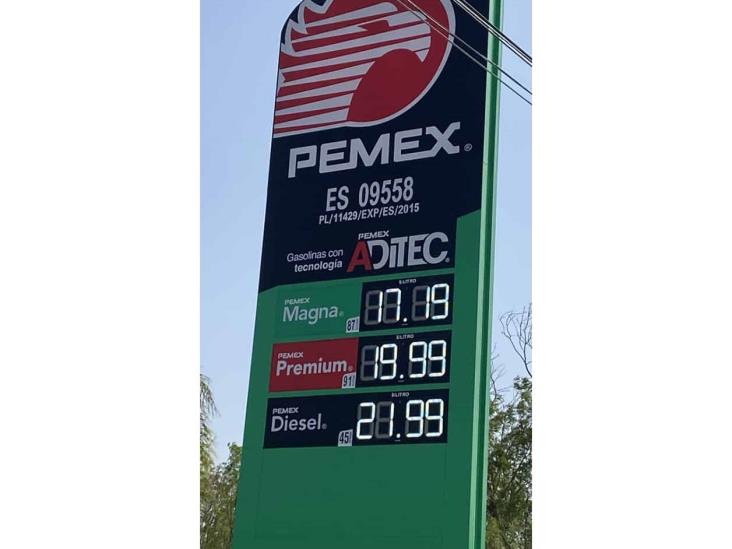 PEMEX®
ES 09558
PL/11429/EXP/ES/2015
Gasolinas con
tecnología
PEMEX
ADITEC®
$/LITRO
PEMEX
Magna®
87
17.19
$/LITRO
PEMEX
Premium®
91
19.99
$/LITRO
PEMEX
Diesel®
45
21.99